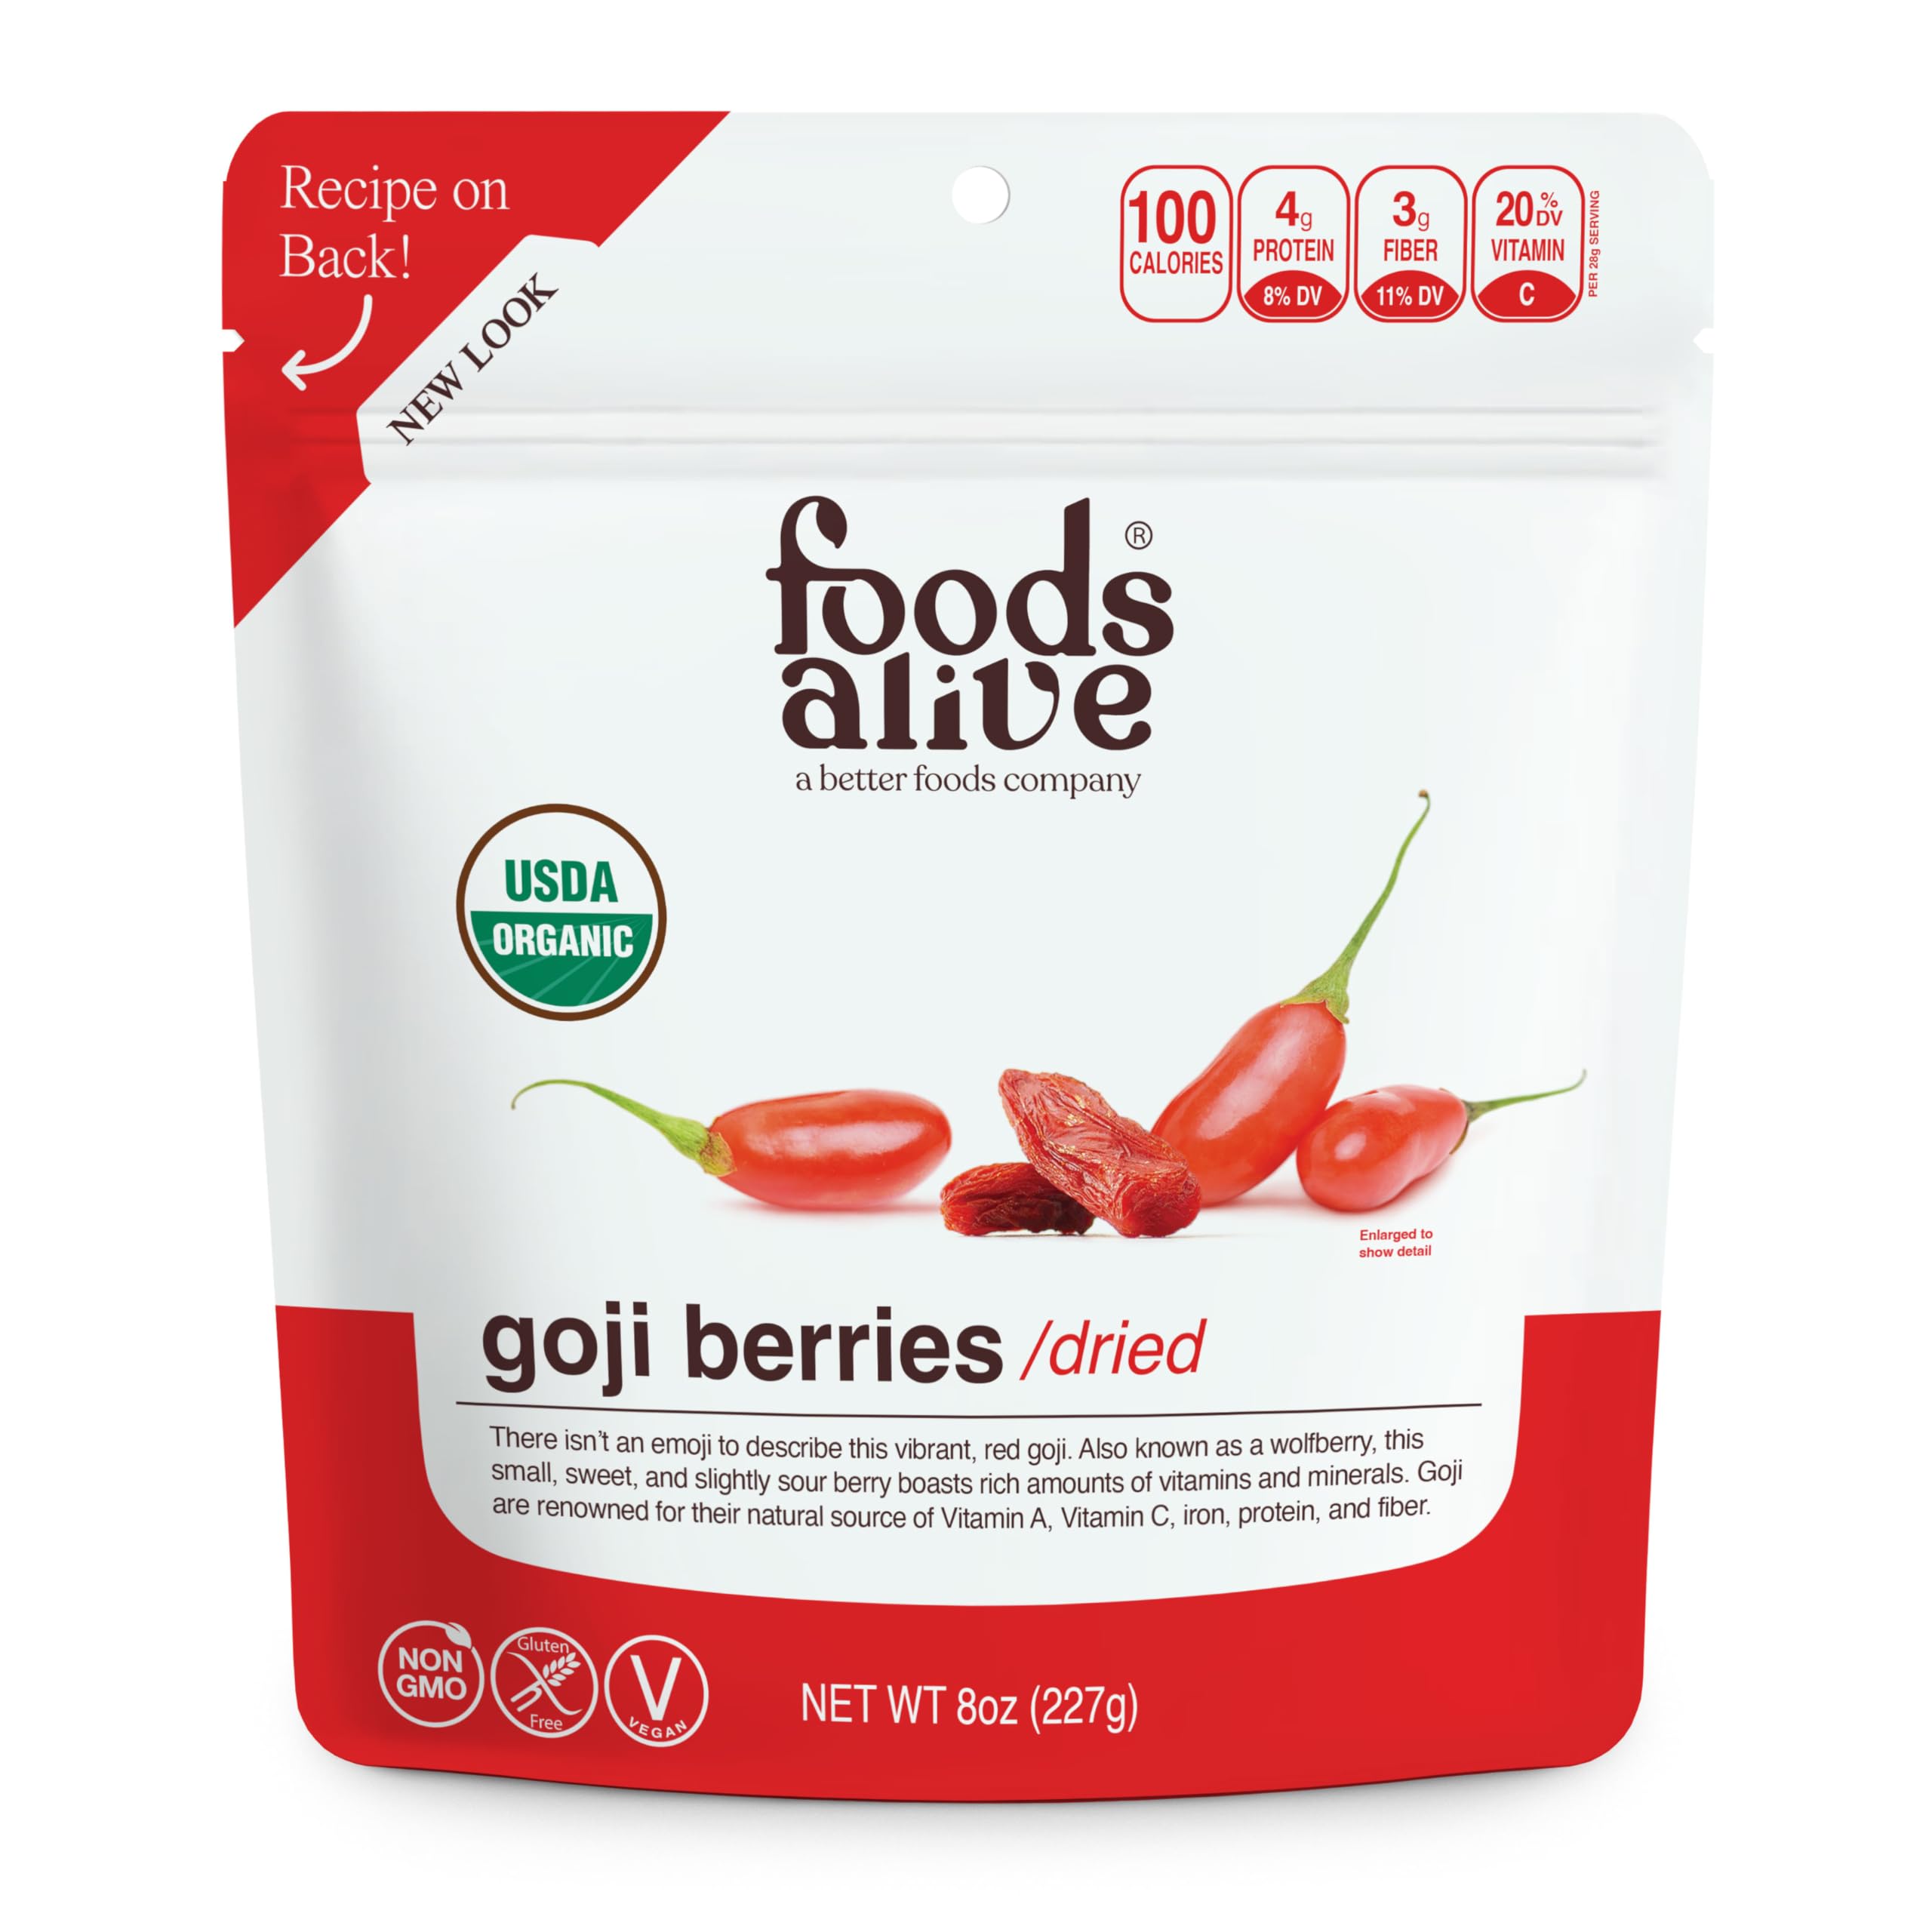 Recipe on
Back!
NEW LOOK
100
CALORIES
4g
PROTEIN
8% DV
3g
FIBER
11% DV
20% DV
VITAMIN
C
PER 28g SERVING
foods®
alive
a better foods company
USDA
ORGANIC
Enlarged to
show detail
goji berries /dried
There isn't an emoji to describe this vibrant, red goji. Also known as a wolfberry, this
small, sweet, and slightly sour berry boasts rich amounts of vitamins and minerals. Goji
are renowned for their natural source of Vitamin A, Vitamin C, iron, protein, and fiber.
NON
GMO
Gluten
Free
V
VEGAN
NET WT 8oz (227g)